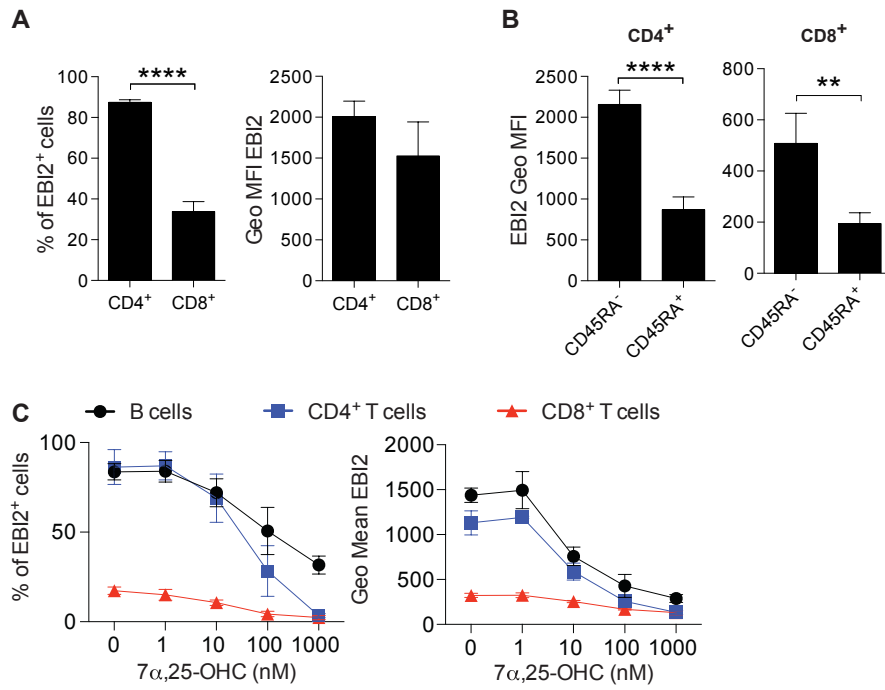 A
% of EBI2⁺ cells
100
80
60
40
20
0
****
CD4⁺
CD8⁺
Geo MFI EBI2
2500
2000
1500
1000
500
0
CD4⁺
CD8⁺
B
CD4⁺
EBI2 Geo MFI
2500
2000
1500
1000
500
0
****
CD45RA⁻
CD45RA⁺
CD8⁺
800
600
400
200
0
**
CD45RA⁻
CD45RA⁺
C
B cells
CD4⁺ T cells
CD8⁺ T cells
% of EBI2⁺ cells
100
50
0
0 1 10 100 1000
7α,25-OHC (nM)
Geo Mean EBI2
2000
1500
1000
500
0
0 1 10 100 1000
7α,25-OHC (nM)